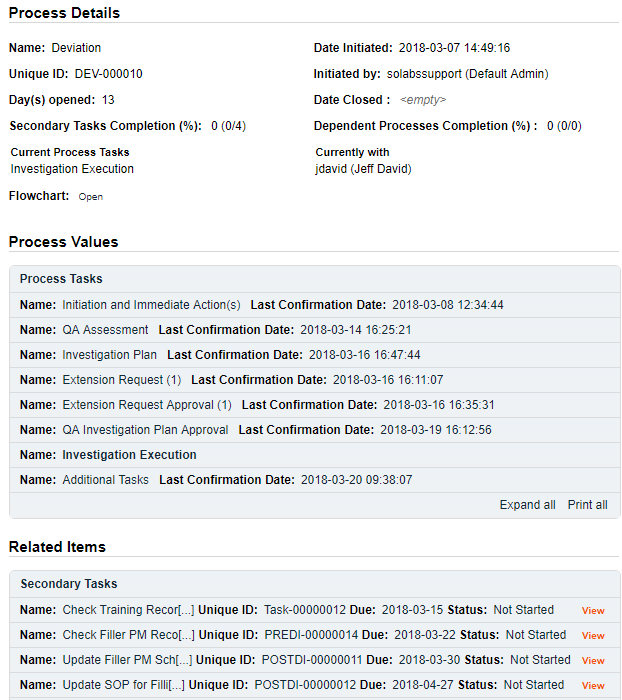 Process Details
Name: Deviation Date Initiated: 2018-03-07 14:49:16
Unique ID: DEV-000010 Initiated by: solabssupport (Default Admin)
Day(s) opened: 13 Date Closed : <empty>
Secondary Tasks Completion (%): 0 (0/4) Dependent Processes Completion (%) : 0 (0/0)
Current Process Tasks Currently with
Investigation Execution jdavid (Jeff David)
Flowchart: Open
Process Values
Process Tasks
Name: Initiation and Immediate Action(s) Last Confirmation Date: 2018-03-08 12:34:44
Name: QA Assessment Last Confirmation Date: 2018-03-14 16:25:21
Name: Investigation Plan Last Confirmation Date: 2018-03-16 16:47:44
Name: Extension Request (1) Last Confirmation Date: 2018-03-16 16:11:07
Name: Extension Request Approval (1) Last Confirmation Date: 2018-03-16 16:35:31
Name: QA Investigation Plan Approval Last Confirmation Date: 2018-03-19 16:12:56
Name: Investigation Execution
Name: Additional Tasks Last Confirmation Date: 2018-03-20 09:38:07
Expand all Print all
Related Items
Secondary Tasks
Name: Check Training Recor[...] Unique ID: Task-00000012 Due: 2018-03-15 Status: Not Started View
Name: Check Filler PM Reco[...] Unique ID: PREDI-00000014 Due: 2018-03-22 Status: Not Started View
Name: Update Filler PM Sch[...] Unique ID: POSTDI-00000011 Due: 2018-03-30 Status: Not Started View
Name: Update SOP for Filli[...] Unique ID: POSTDI-00000012 Due: 2018-04-27 Status: Not Started View